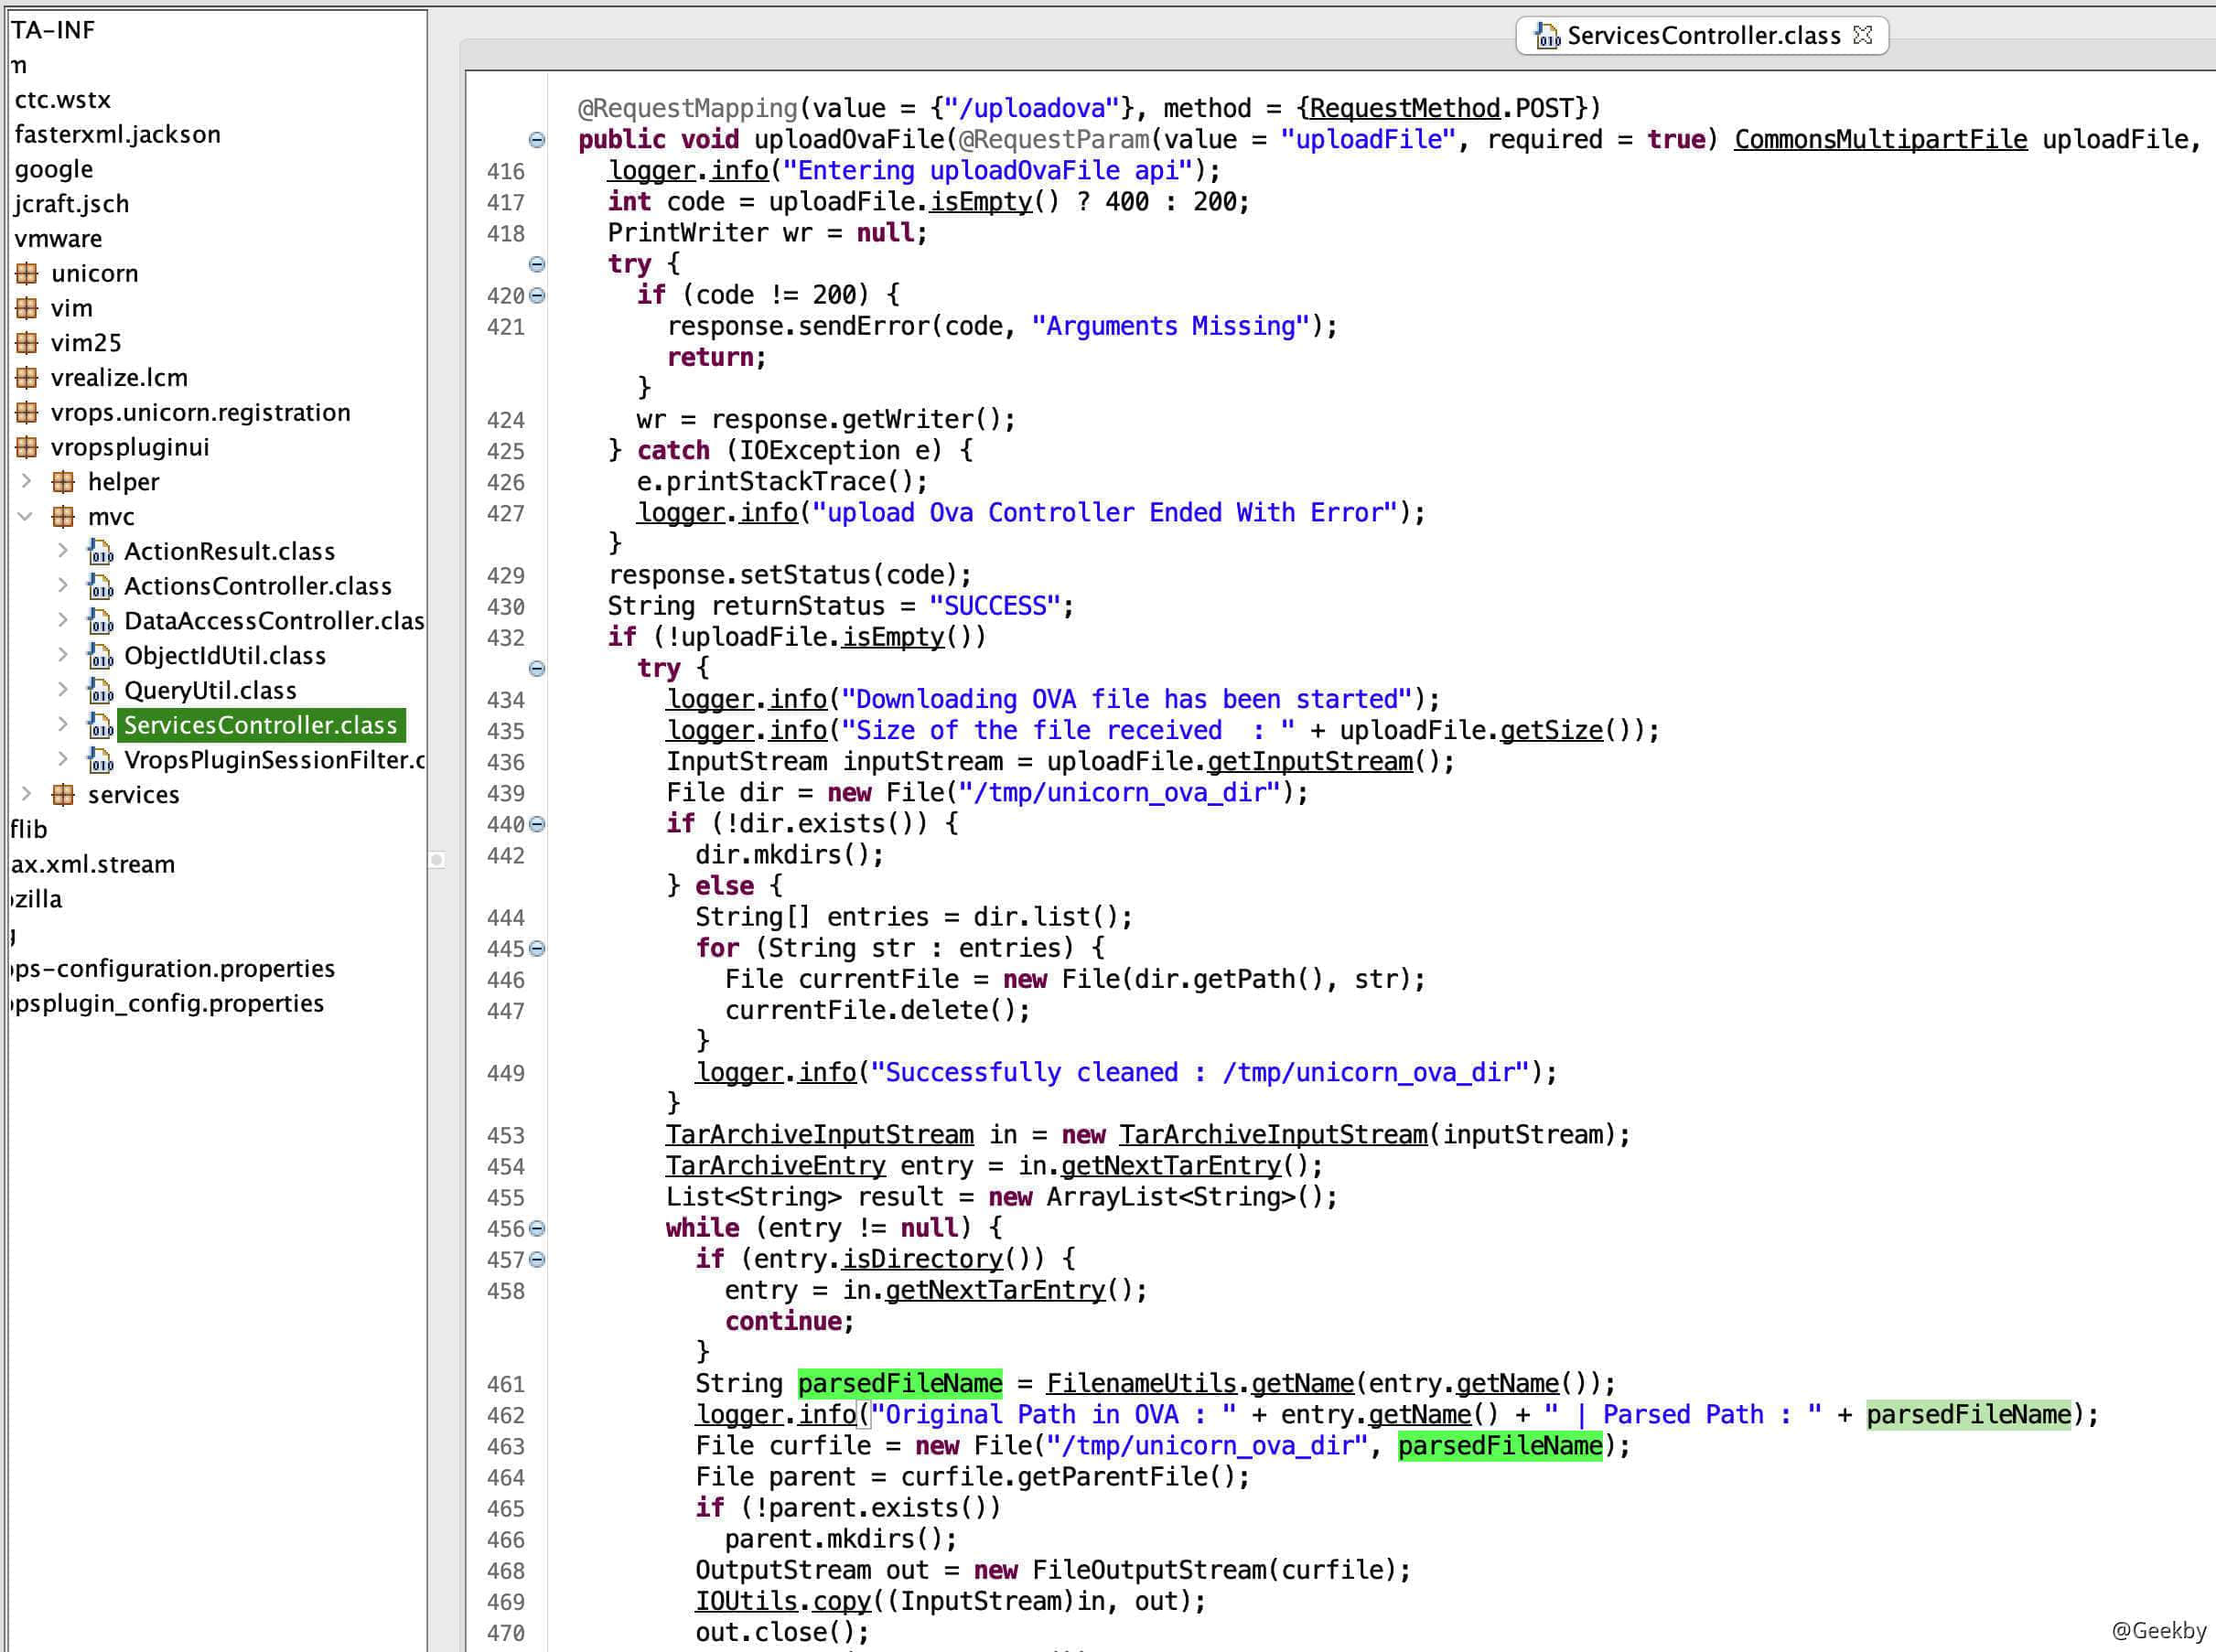 TA-INF
m
ctc.wstx
fasterxml.jackson
google
jcraft.jsch
vmware
unicorn
vim
vim25
vrealize.lcm
vrops.unicorn.registration
vropspluginui
helper
mvc
ActionResult.class
ActionsController.class
DataAccessController.clas
ObjectIdUtil.class
QueryUtil.class
ServicesController.class
VropsPluginSessionFilter.c
services
flib
ax.xml.stream
zilla
ps-configuration.properties
psplugin_config.properties
ServicesController.class
@RequestMapping(value = {"/uploadova"}, method = {RequestMethod.POST})
public void uploadOvaFile(@RequestParam(value = "uploadFile", required = true) CommonsMultipartFile uploadFile,
416 logger.info("Entering uploadOvaFile api");
417 int code = uploadFile.isEmpty() ? 400 : 200;
418 PrintWriter wr = null;
try {
420 if (code != 200) {
421 response.sendError(code, "Arguments Missing");
return;
}
424 wr = response.getWriter();
425 } catch (IOException e) {
426 e.printStackTrace();
427 logger.info("upload Ova Controller Ended With Error");
}
429 response.setStatus(code);
430 String returnStatus = "SUCCESS";
432 if (!uploadFile.isEmpty())
try {
434 logger.info("Downloading OVA file has been started");
435 logger.info("Size of the file received  : " + uploadFile.getSize());
436 InputStream inputStream = uploadFile.getInputStream();
439 File dir = new File("/tmp/unicorn_ova_dir");
440 if (!dir.exists()) {
442 dir.mkdirs();
} else {
444 String[] entries = dir.list();
445 for (String str : entries) {
446 File currentFile = new File(dir.getPath(), str);
447 currentFile.delete();
}
449 logger.info("Successfully cleaned : /tmp/unicorn_ova_dir");
}
453 TarArchiveInputStream in = new TarArchiveInputStream(inputStream);
454 TarArchiveEntry entry = in.getNextTarEntry();
455 List<String> result = new ArrayList<String>();
456 while (entry != null) {
457 if (entry.isDirectory()) {
458 entry = in.getNextTarEntry();
continue;
}
461 String parsedFileName = FilenameUtils.getName(entry.getName());
462 logger.info("Original Path in OVA : " + entry.getName() + " | Parsed Path : " + parsedFileName);
463 File curfile = new File("/tmp/unicorn_ova_dir", parsedFileName);
464 File parent = curfile.getParentFile();
465 if (!parent.exists())
466 parent.mkdirs();
468 OutputStream out = new FileOutputStream(curfile);
469 IOUtils.copy((InputStream)in, out);
470 out.close();
@Geekby